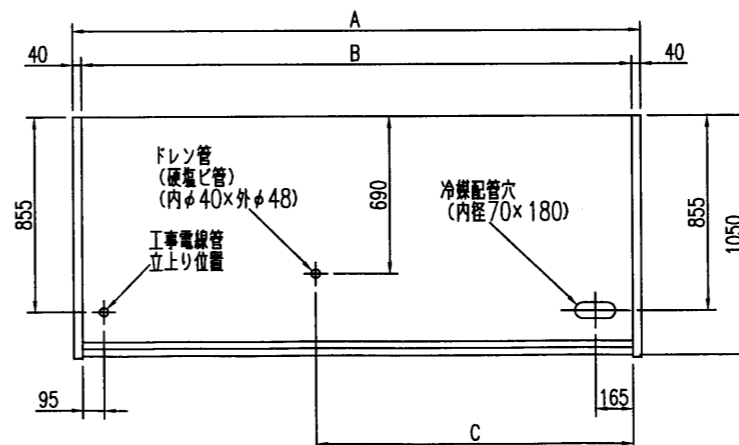 A
40
B
40
ドレン管
(硬塩ビ管)
(内φ40×外φ48)
690
冷媒配管穴
(内径70×180)
855
855
1050
工事電線管
立上り位置
95
165
C